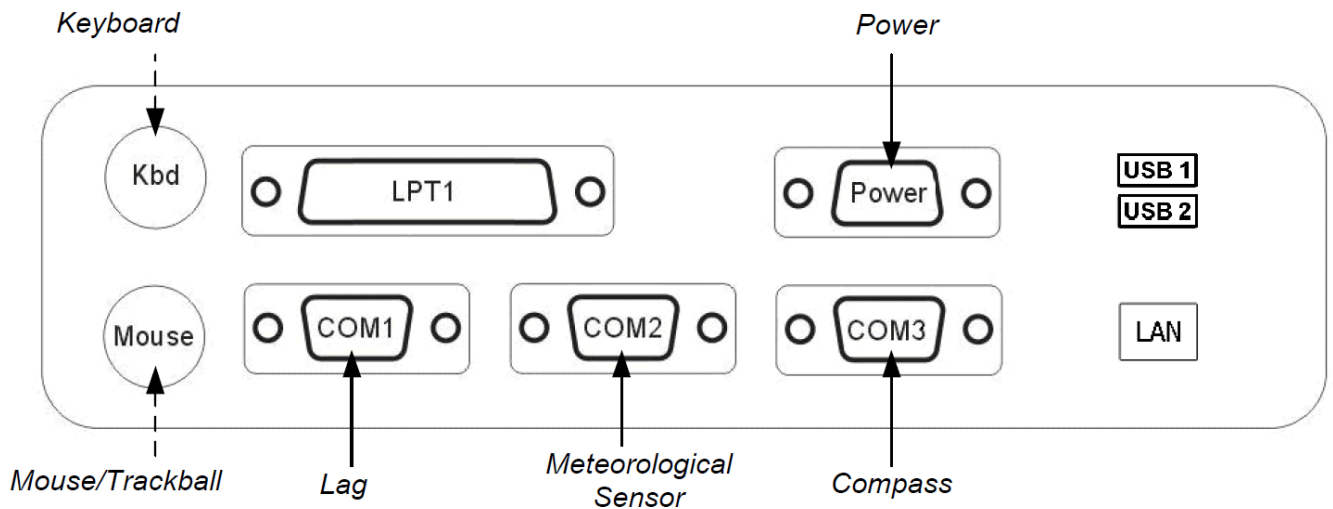 Keyboard
Power
Kbd
LPT1
Power
USB 1
USB 2
Mouse
COM1
COM2
COM3
LAN
Mouse/Trackball
Lag
Meteorological
Sensor
Compass